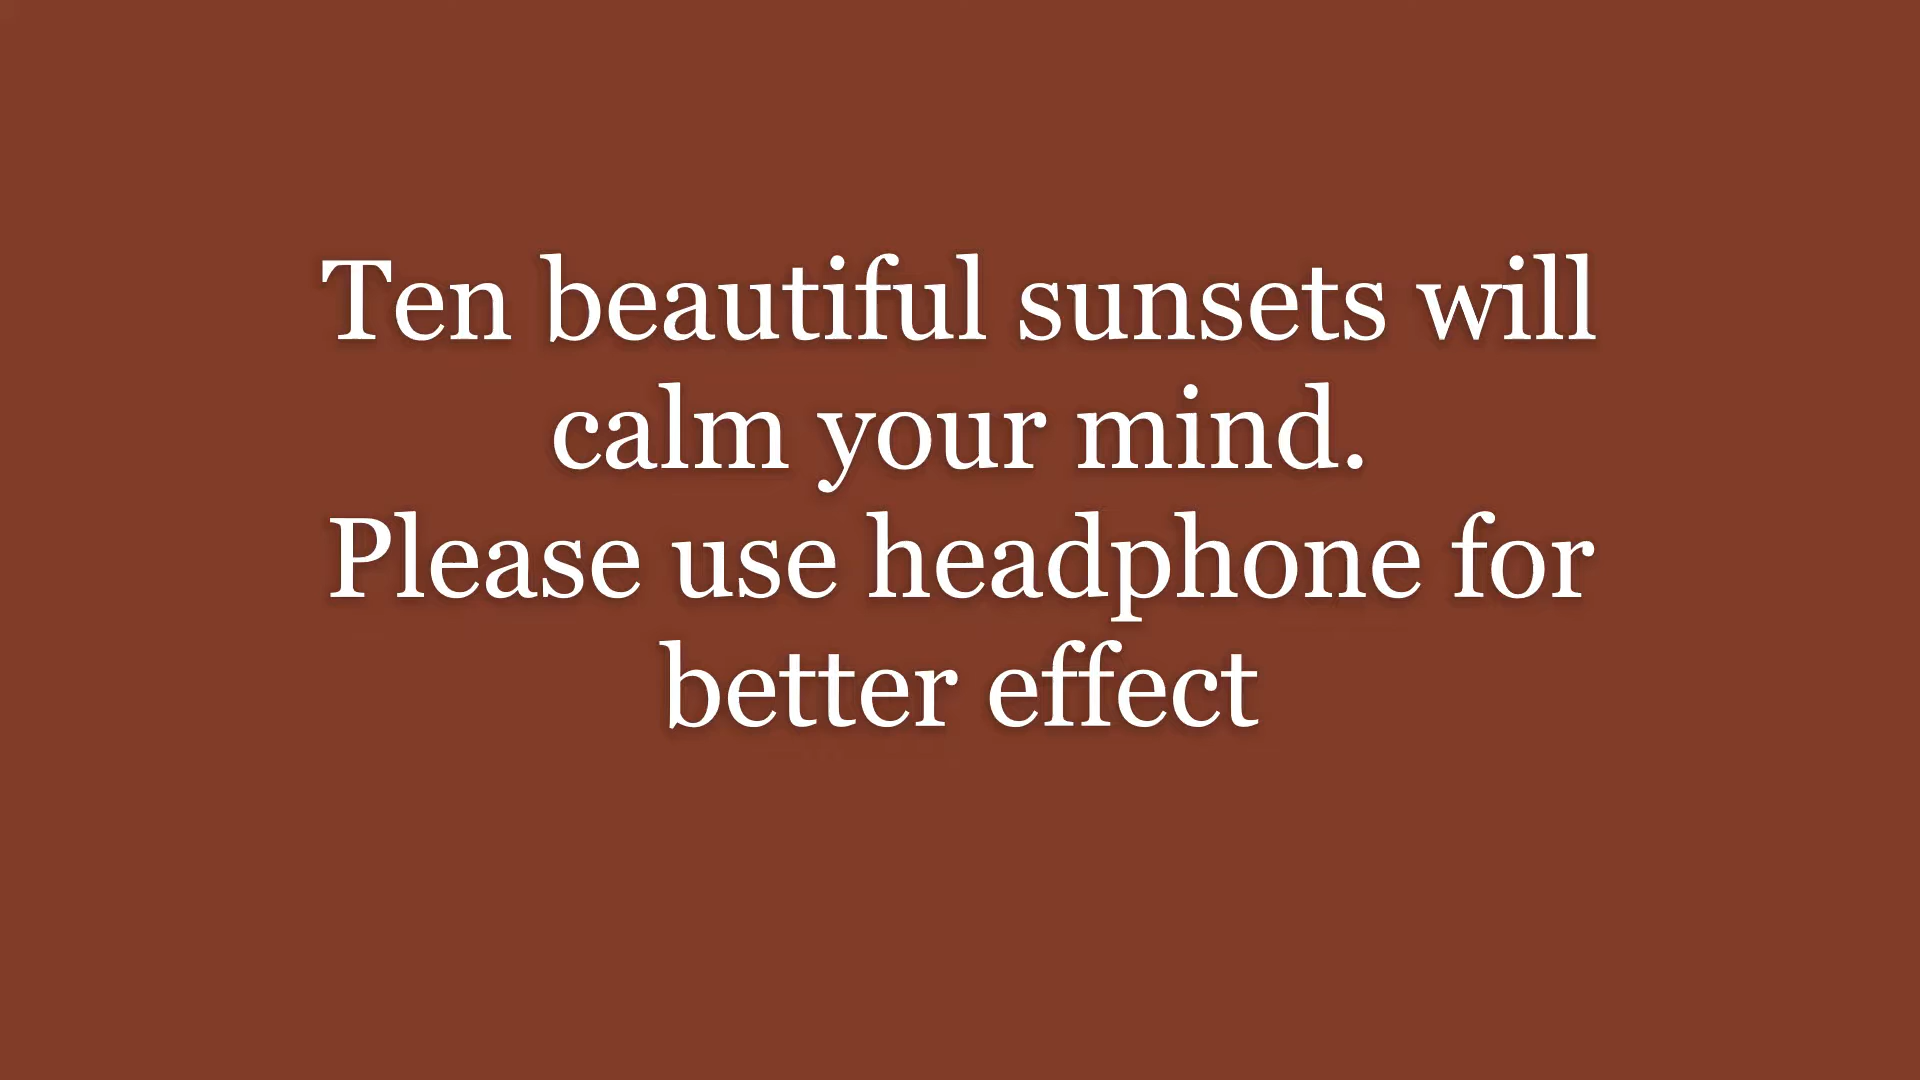 Ten beautiful sunsets will
calm your mind.
Please use headphone for
better effect